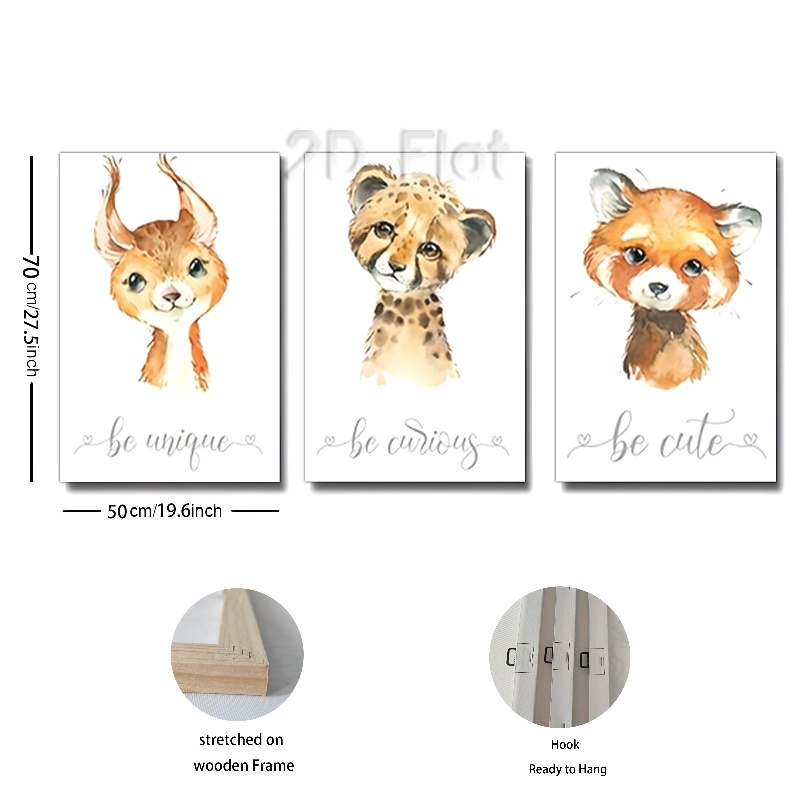 2D Flat
70 cm/27.5inch
be unique
be curious
be cute
50cm/19.6inch
stretched on
wooden Frame
Hook
Ready to Hang